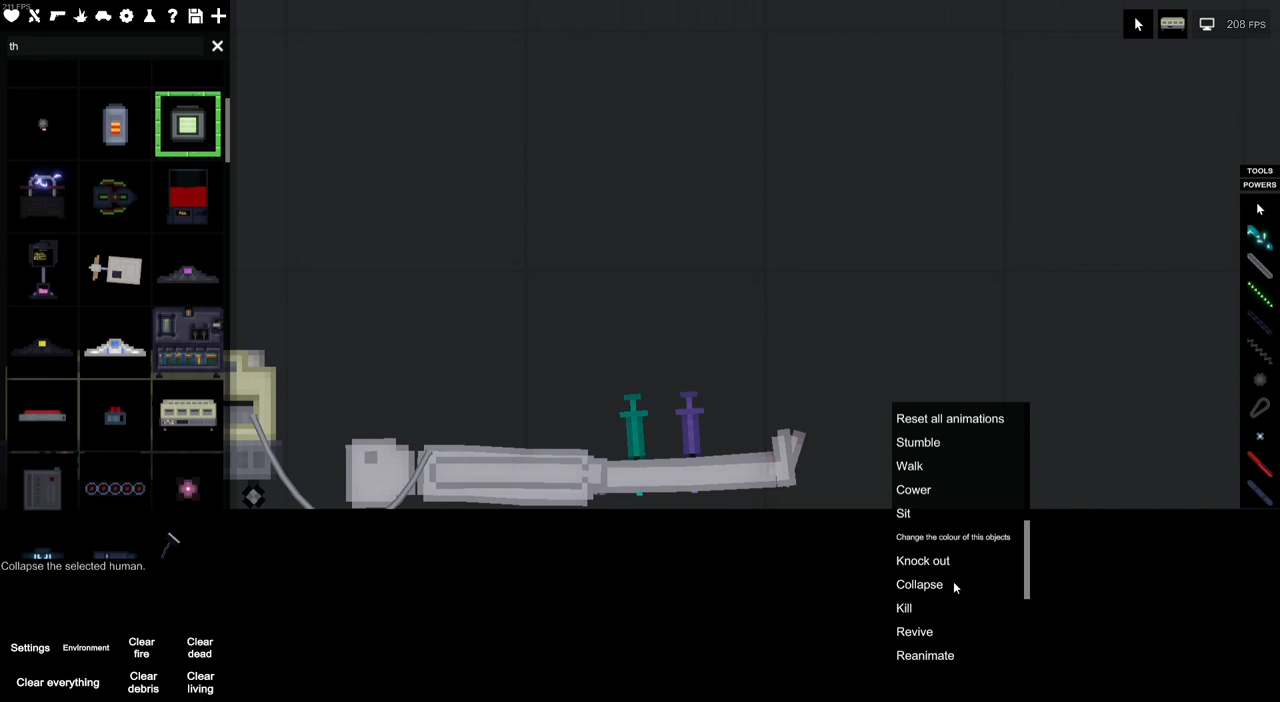 211 FPS
th
208 FPS
TOOLS
POWERS
Reset all animations
Stumble
Walk
Cower
Sit
Change the colour of this objects
Knock out
Collapse
Kill
Revive
Reanimate
Collapse the selected human.
Settings
Environment
Clear
fire
Clear
dead
Clear everything
Clear
debris
Clear
living